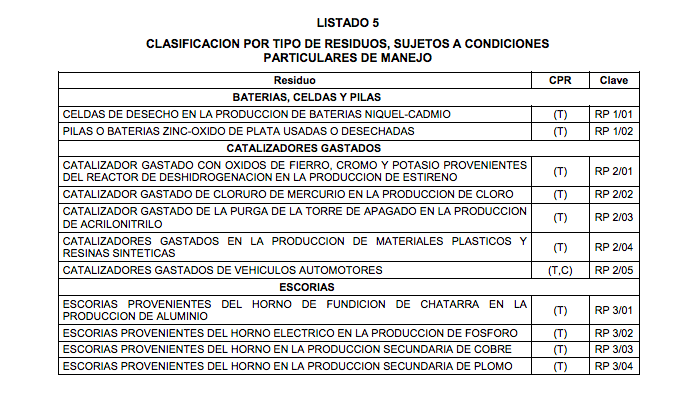 LISTADO 5
CLASIFICACION POR TIPO DE RESIDUOS, SUJETOS A CONDICIONES
PARTICULARES DE MANEJO
Residuo CPR Clave
BATERIAS, CELDAS Y PILAS
CELDAS DE DESECHO EN LA PRODUCCION DE BATERIAS NIQUEL-CADMIO (T) RP 1/01
PILAS O BATERIAS ZINC-OXIDO DE PLATA USADAS O DESECHADAS (T) RP 1/02
CATALIZADORES GASTADOS
CATALIZADOR GASTADO CON OXIDOS DE FIERRO, CROMO Y POTASIO PROVENIENTES
DEL REACTOR DE DESHIDROGENACION EN LA PRODUCCION DE ESTIRENO (T) RP 2/01
CATALIZADOR GASTADO DE CLORURO DE MERCURIO EN LA PRODUCCION DE CLORO (T) RP 2/02
CATALIZADOR GASTADO DE LA PURGA DE LA TORRE DE APAGADO EN LA PRODUCCION
DE ACRILONITRILO (T) RP 2/03
CATALIZADORES GASTADOS EN LA PRODUCCION DE MATERIALES PLASTICOS Y
RESINAS SINTETICAS (T) RP 2/04
CATALIZADORES GASTADOS DE VEHICULOS AUTOMOTORES (T,C) RP 2/05
ESCORIAS
ESCORIAS PROVENIENTES DEL HORNO DE FUNDICION DE CHATARRA EN LA
PRODUCCION DE ALUMINIO (T) RP 3/01
ESCORIAS PROVENIENTES DEL HORNO ELECTRICO EN LA PRODUCCION DE FOSFORO (T) RP 3/02
ESCORIAS PROVENIENTES DEL HORNO EN LA PRODUCCION SECUNDARIA DE COBRE (T) RP 3/03
ESCORIAS PROVENIENTES DEL HORNO EN LA PRODUCCION SECUNDARIA DE PLOMO (T) RP 3/04